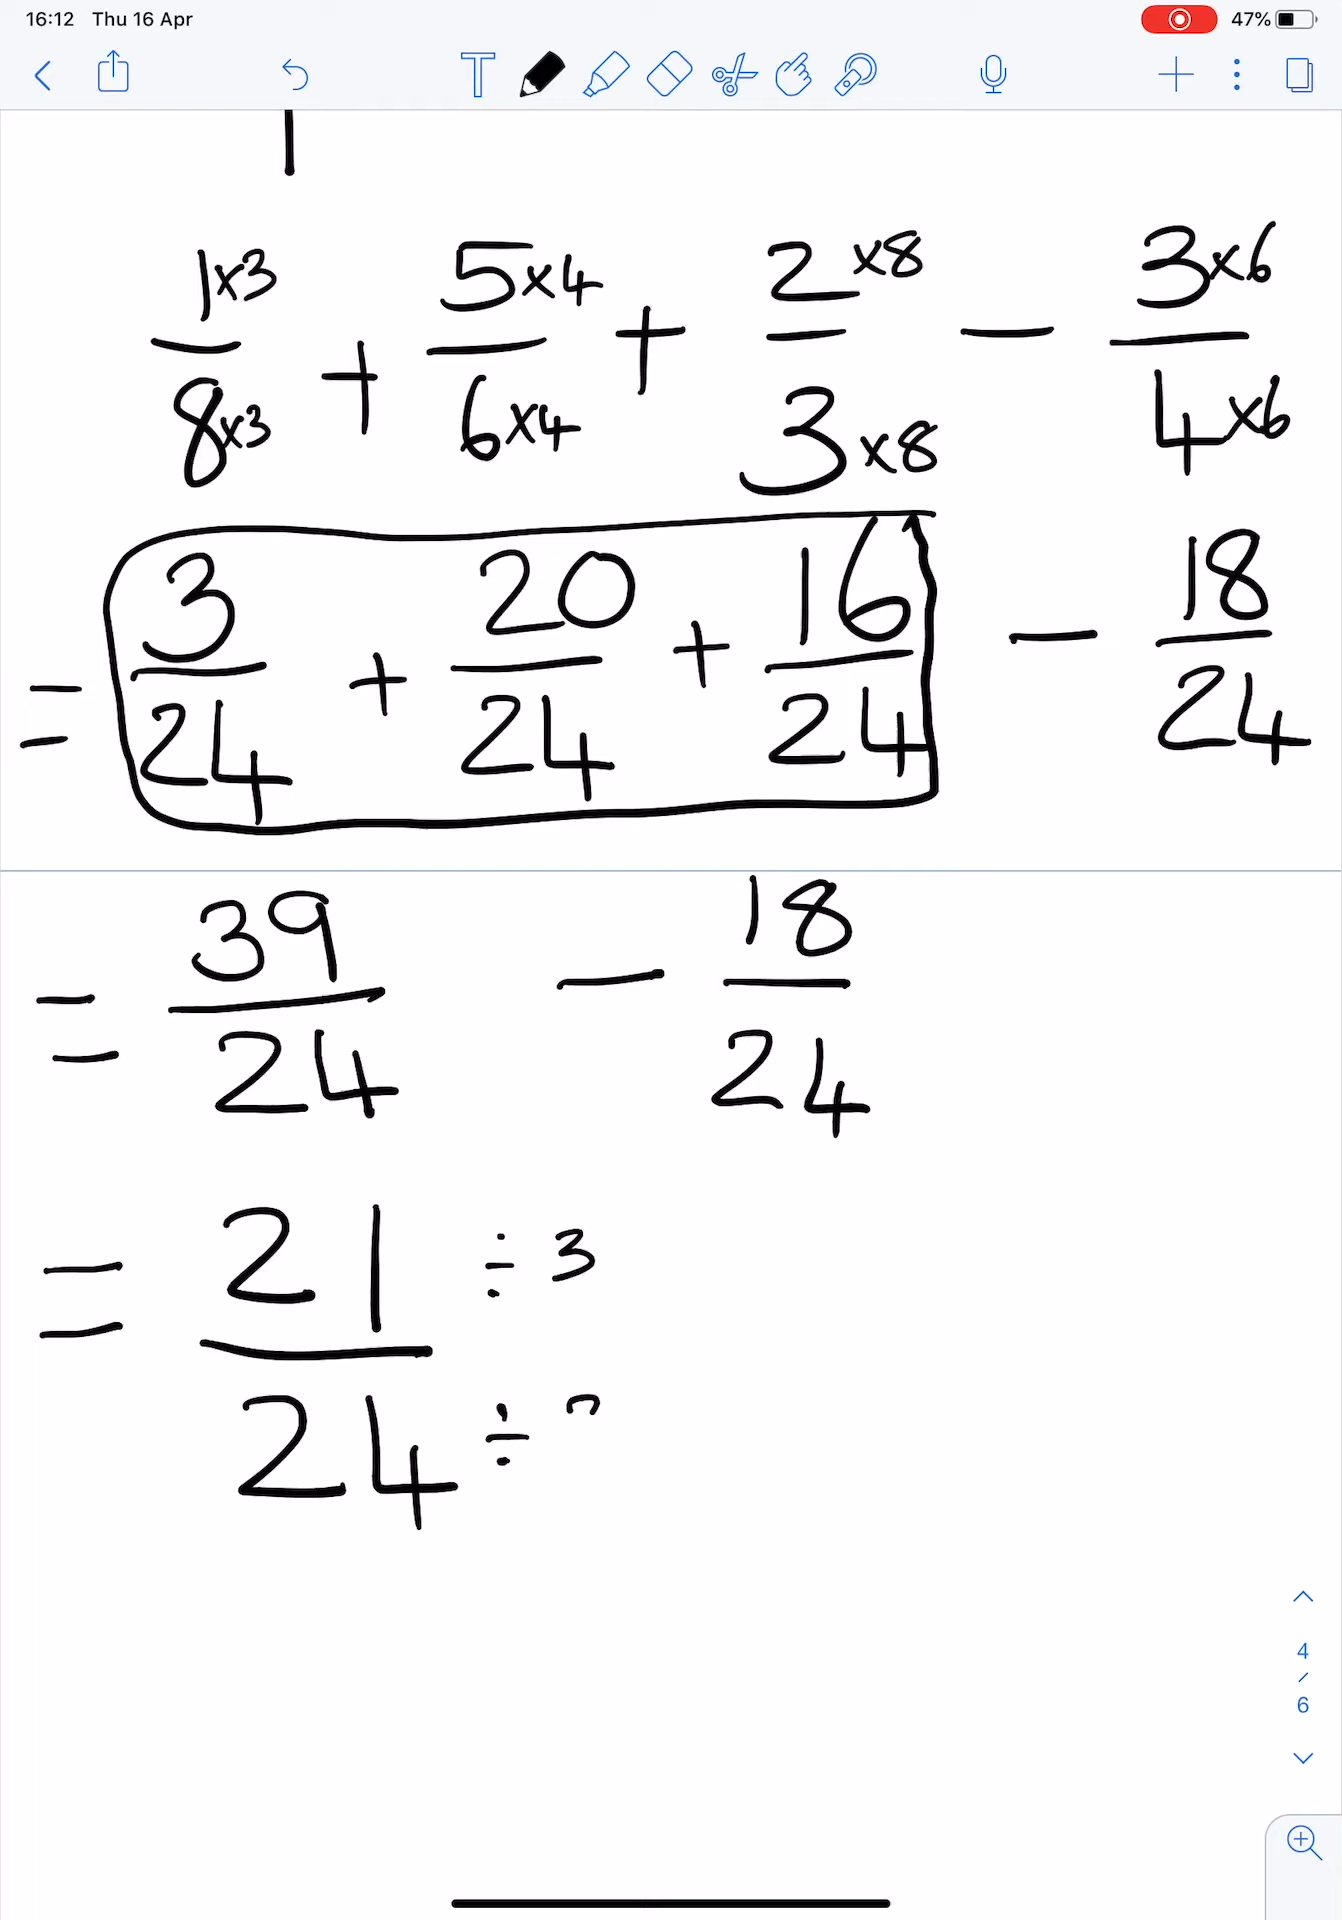 16:12 Thu 16 Apr 47%
T
1×3/8×3 + 5×4/6×4 + 2×8/3×8 − 3×6/4×6
= 3/24 + 20/24 + 16/24 − 18/24
= 39/24 − 18/24
= 21 ÷ 3
24 ÷
4
/
6